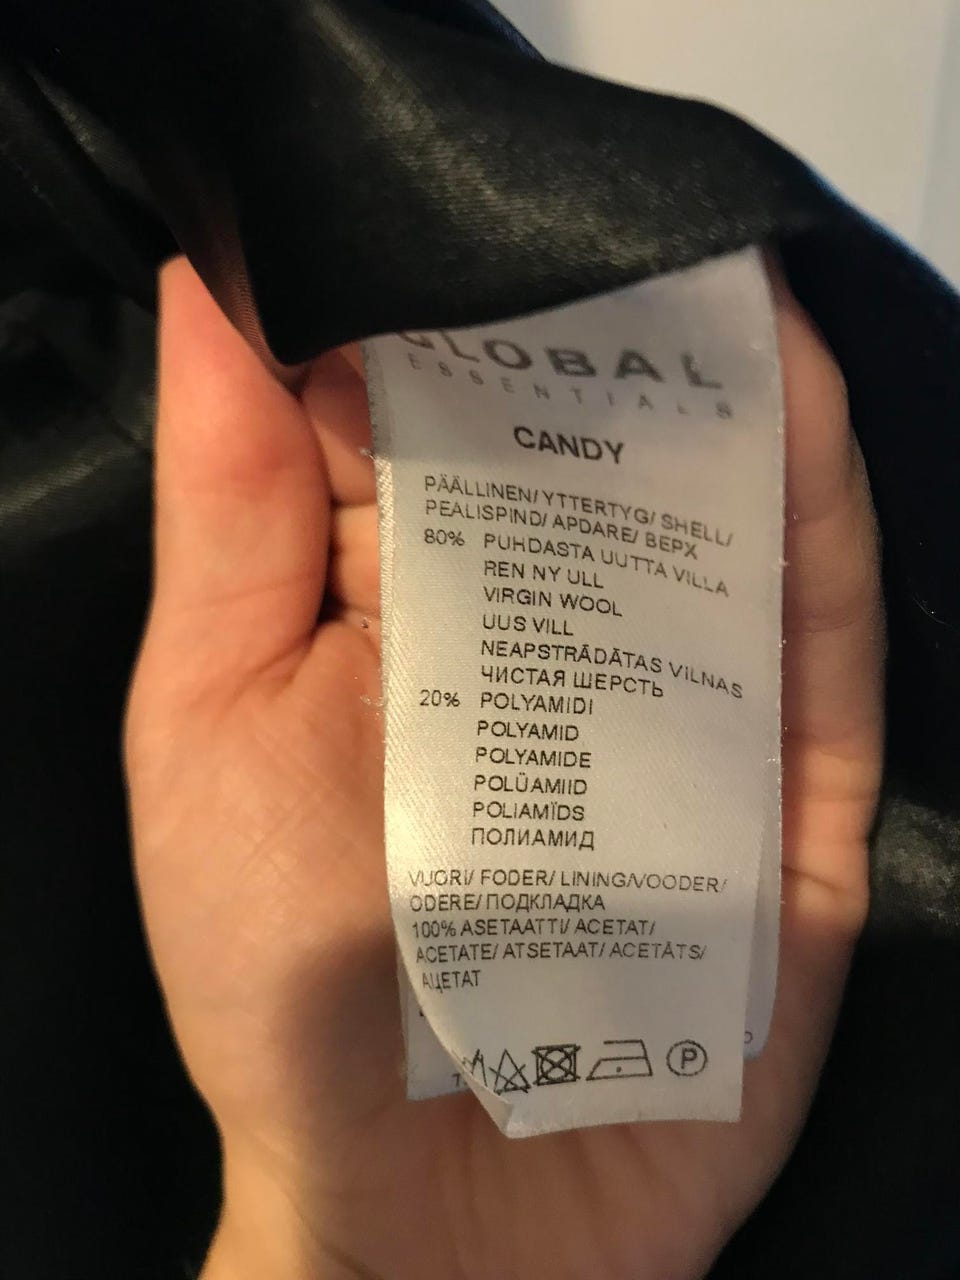 GLOBAL
ESSENTIALS
CANDY
PÄÄLLINEN/ YTTERTYG/ SHELL/
PEALISPIND/ APDARE/ ВЕРХ
80% PUHDASTA UUTTA VILLA
REN NY ULL
VIRGIN WOOL
UUS VILL
NEAPSTRĀDĀTAS VILNAS
ЧИСТАЯ ШЕРСТЬ
20% POLYAMIDI
POLYAMID
POLYAMIDE
POLÜAMIID
POLIAMĪDS
ПОЛИАМИД
VUORI/ FODER/ LINING/VOODER/
ODERE/ ПОДКЛАДКА
100% ASETAATTI/ ACETAT/
ACETATE/ ATSETAAT/ ACETĀTS/
АЦЕТАТ
P